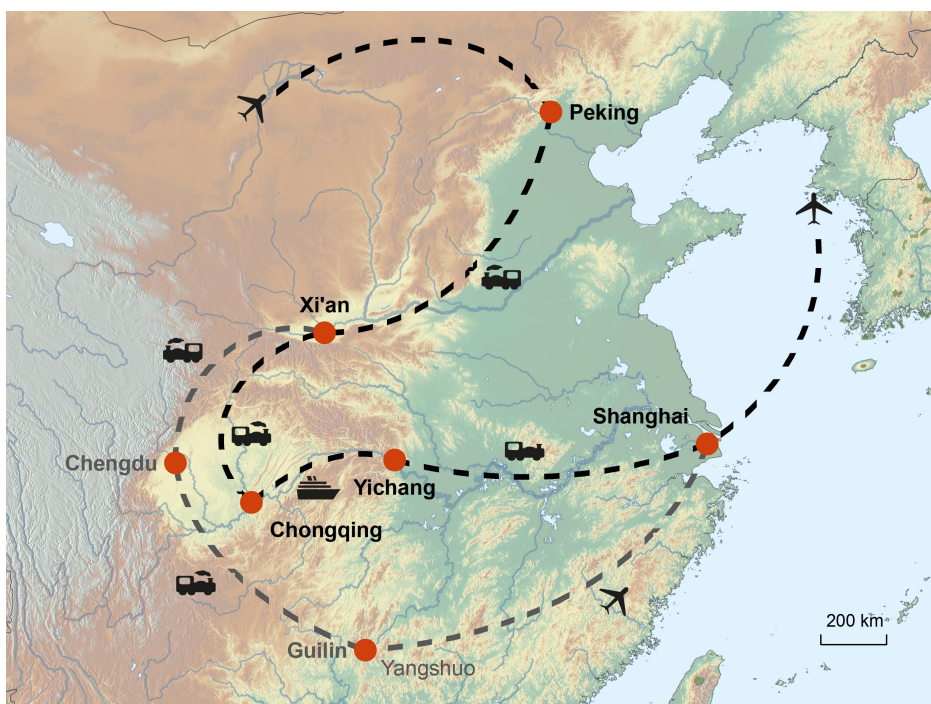 Peking
Xi'an
Shanghai
Chengdu
Yichang
Chongqing
200 km
Guilin
Yangshuo